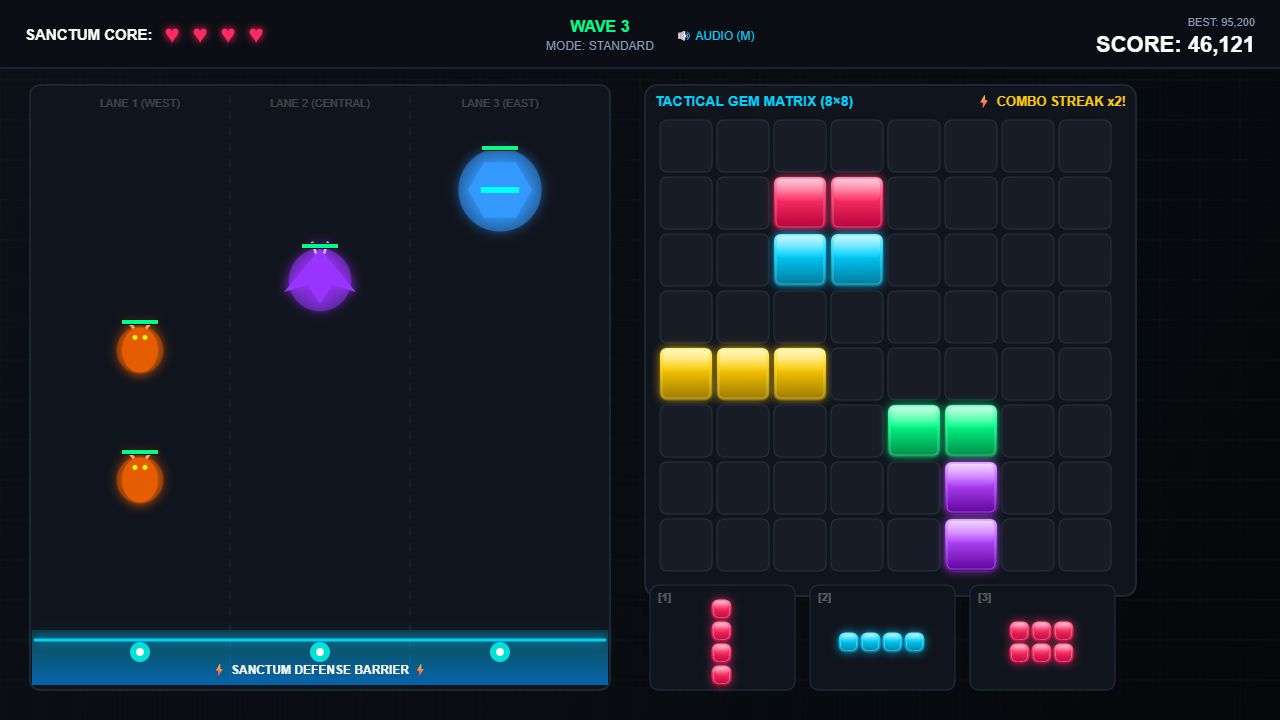 SANCTUM CORE:
WAVE 3
MODE: STANDARD
AUDIO (M)
BEST: 95,200
SCORE: 46,121
LANE 1 (WEST)
LANE 2 (CENTRAL)
LANE 3 (EAST)
TACTICAL GEM MATRIX (8×8)
COMBO STREAK x2!
[1]
[2]
[3]
SANCTUM DEFENSE BARRIER